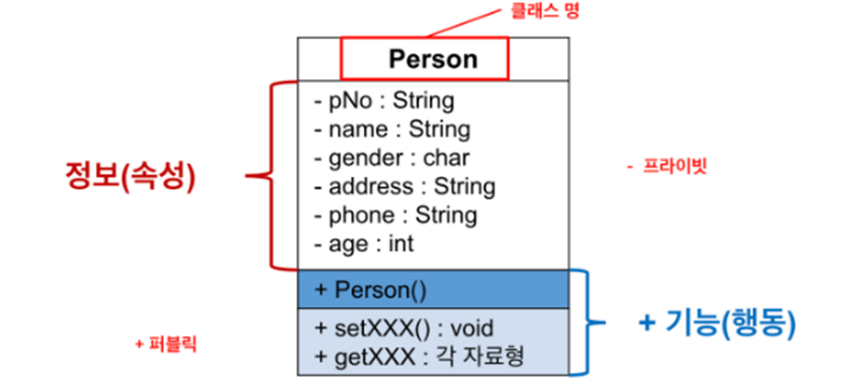 클래스 명
Person
- pNo : String
- name : String
- gender : char
- address : String
- phone : String
- age : int
정보(속성)
- 프라이빗
+ Person()
+ setXXX() : void
+ getXXX : 각 자료형
+ 기능(행동)
+ 퍼블릭